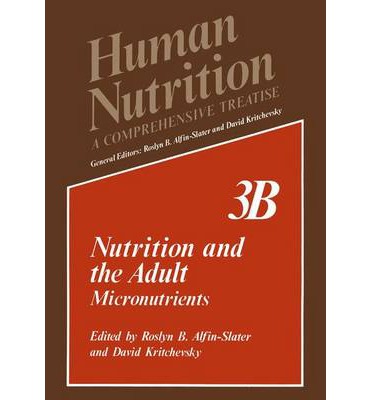 Human
Nutrition
A COMPREHENSIVE TREATISE
General Editors: Roslyn B. Alfin-Slater and David Kritchevsky
3B
Nutrition and
the Adult
Micronutrients
Edited by Roslyn B. Alfin-Slater
and David Kritchevsky